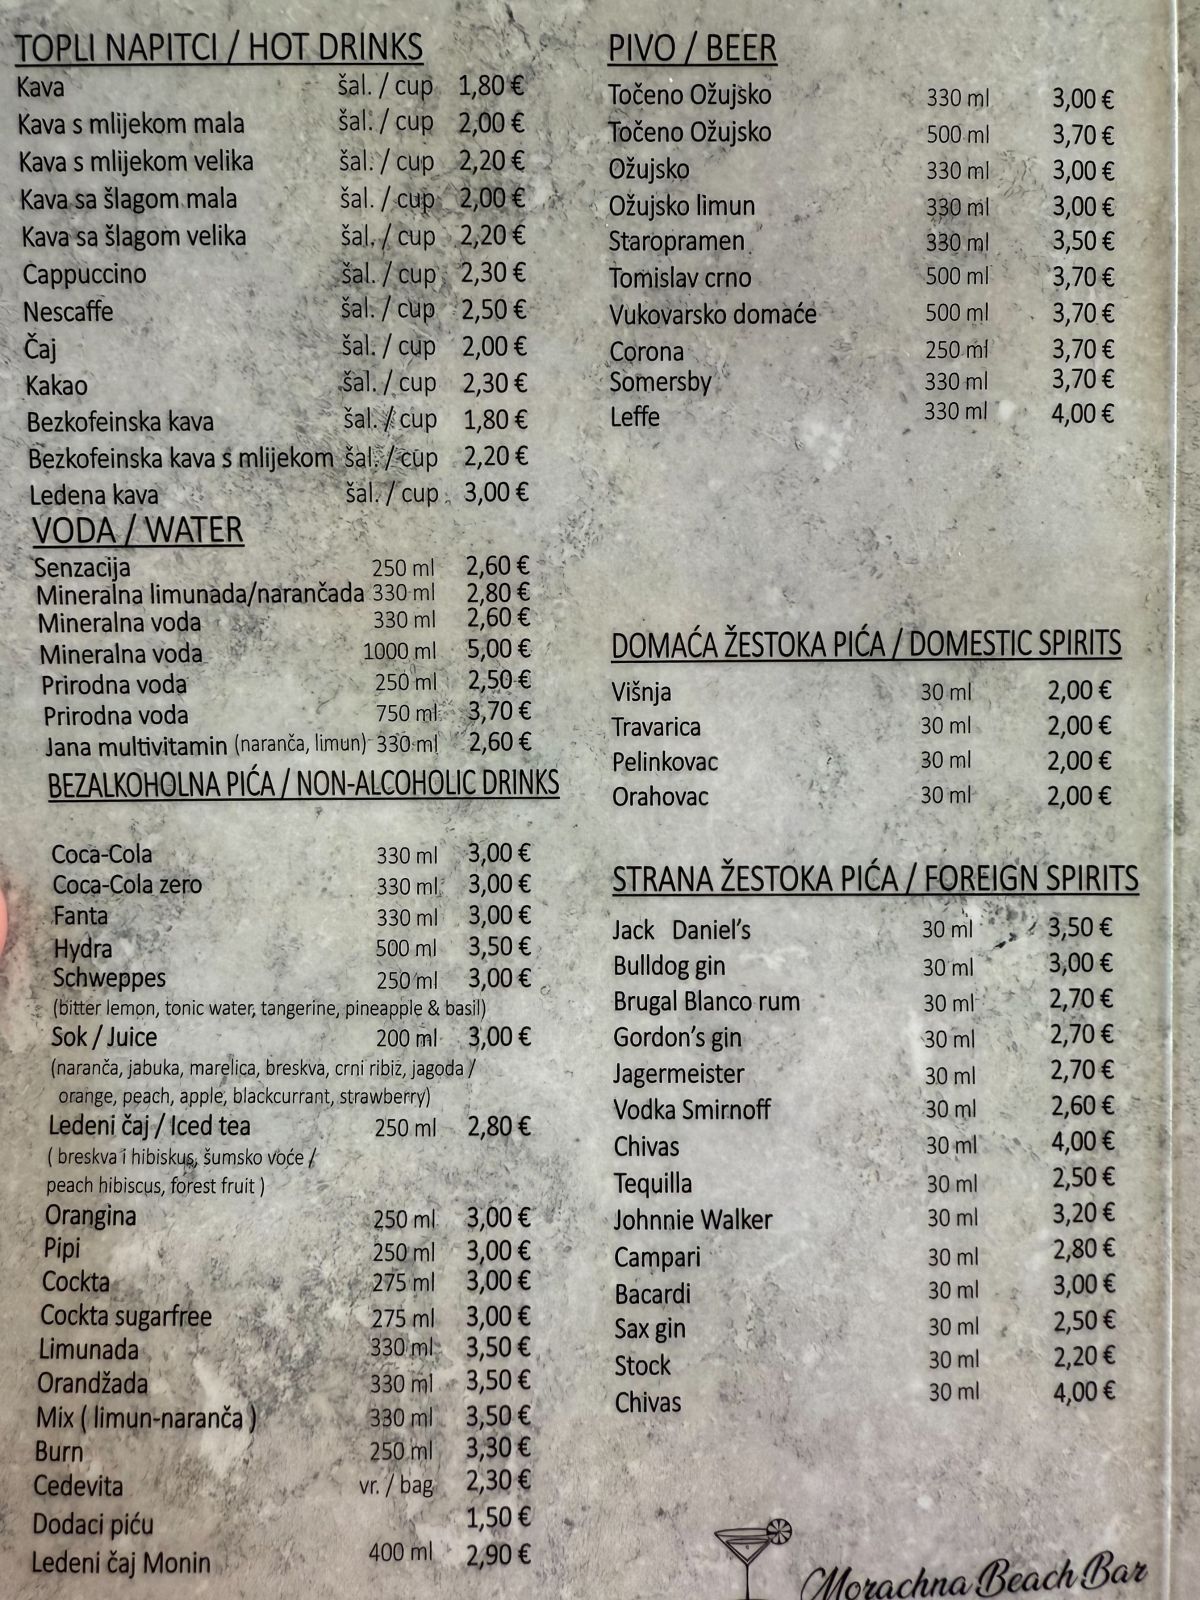 TOPLI NAPITCI / HOT DRINKS
Kava šal. / cup 1,80 €
Kava s mlijekom mala šal. / cup 2,00 €
Kava s mlijekom velika šal. / cup 2,20 €
Kava sa šlagom mala šal. / cup 2,00 €
Kava sa šlagom velika šal. / cup 2,20 €
Cappuccino šal. / cup 2,30 €
Nescaffe šal. / cup 2,50 €
Čaj šal. / cup 2,00 €
Kakao šal. / cup 2,30 €
Bezkofeinska kava šal. / cup 1,80 €
Bezkofeinska kava s mlijekom šal. / cup 2,20 €
Ledena kava šal. / cup 3,00 €
VODA / WATER
Senzacija 250 ml 2,60 €
Mineralna limunada/narančada 330 ml 2,80 €
Mineralna voda 330 ml 2,60 €
Mineralna voda 1000 ml 5,00 €
Prirodna voda 250 ml 2,50 €
Prirodna voda 750 ml 3,70 €
Jana multivitamin (naranča, limun) 330 ml 2,60 €
BEZALKOHOLNA PIĆA / NON-ALCOHOLIC DRINKS
Coca-Cola 330 ml 3,00 €
Coca-Cola zero 330 ml 3,00 €
Fanta 330 ml 3,00 €
Hydra 500 ml 3,50 €
Schweppes 250 ml 3,00 €
(bitter lemon, tonic water, tangerine, pineapple & basil)
Sok / Juice 200 ml 3,00 €
(naranča, jabuka, marelica, breskva, crni ribiz, jagoda /
orange, peach, apple, blackcurrant, strawberry)
Ledeni čaj / Iced tea 250 ml 2,80 €
( breskva i hibiskus, šumsko voće /
peach hibiscus, forest fruit )
Orangina 250 ml 3,00 €
Pipi 250 ml 3,00 €
Cockta 275 ml 3,00 €
Cockta sugarfree 275 ml 3,00 €
Limunada 330 ml 3,50 €
Orandžada 330 ml 3,50 €
Mix ( limun-naranča ) 330 ml 3,50 €
Burn 250 ml 3,30 €
Cedevita vr. / bag 2,30 €
Dodaci piću 1,50 €
Ledeni čaj Monin 400 ml 2,90 €
PIVO / BEER
Točeno Ožujsko 330 ml 3,00 €
Točeno Ožujsko 500 ml 3,70 €
Ožujsko 330 ml 3,00 €
Ožujsko limun 330 ml 3,00 €
Staropramen 330 ml 3,50 €
Tomislav crno 500 ml 3,70 €
Vukovarsko domaće 500 ml 3,70 €
Corona 250 ml 3,70 €
Somersby 330 ml 3,70 €
Leffe 330 ml 4,00 €
DOMAĆA ŽESTOKA PIĆA / DOMESTIC SPIRITS
Višnja 30 ml 2,00 €
Travarica 30 ml 2,00 €
Pelinkovac 30 ml 2,00 €
Orahovac 30 ml 2,00 €
STRANA ŽESTOKA PIĆA / FOREIGN SPIRITS
Jack Daniel’s 30 ml 3,50 €
Bulldog gin 30 ml 3,00 €
Brugal Blanco rum 30 ml 2,70 €
Gordon’s gin 30 ml 2,70 €
Jagermeister 30 ml 2,70 €
Vodka Smirnoff 30 ml 2,60 €
Chivas 30 ml 4,00 €
Tequilla 30 ml 2,50 €
Johnnie Walker 30 ml 3,20 €
Campari 30 ml 2,80 €
Bacardi 30 ml 3,00 €
Sax gin 30 ml 2,50 €
Stock 30 ml 2,20 €
Chivas 30 ml 4,00 €
Morachna Beach Bar